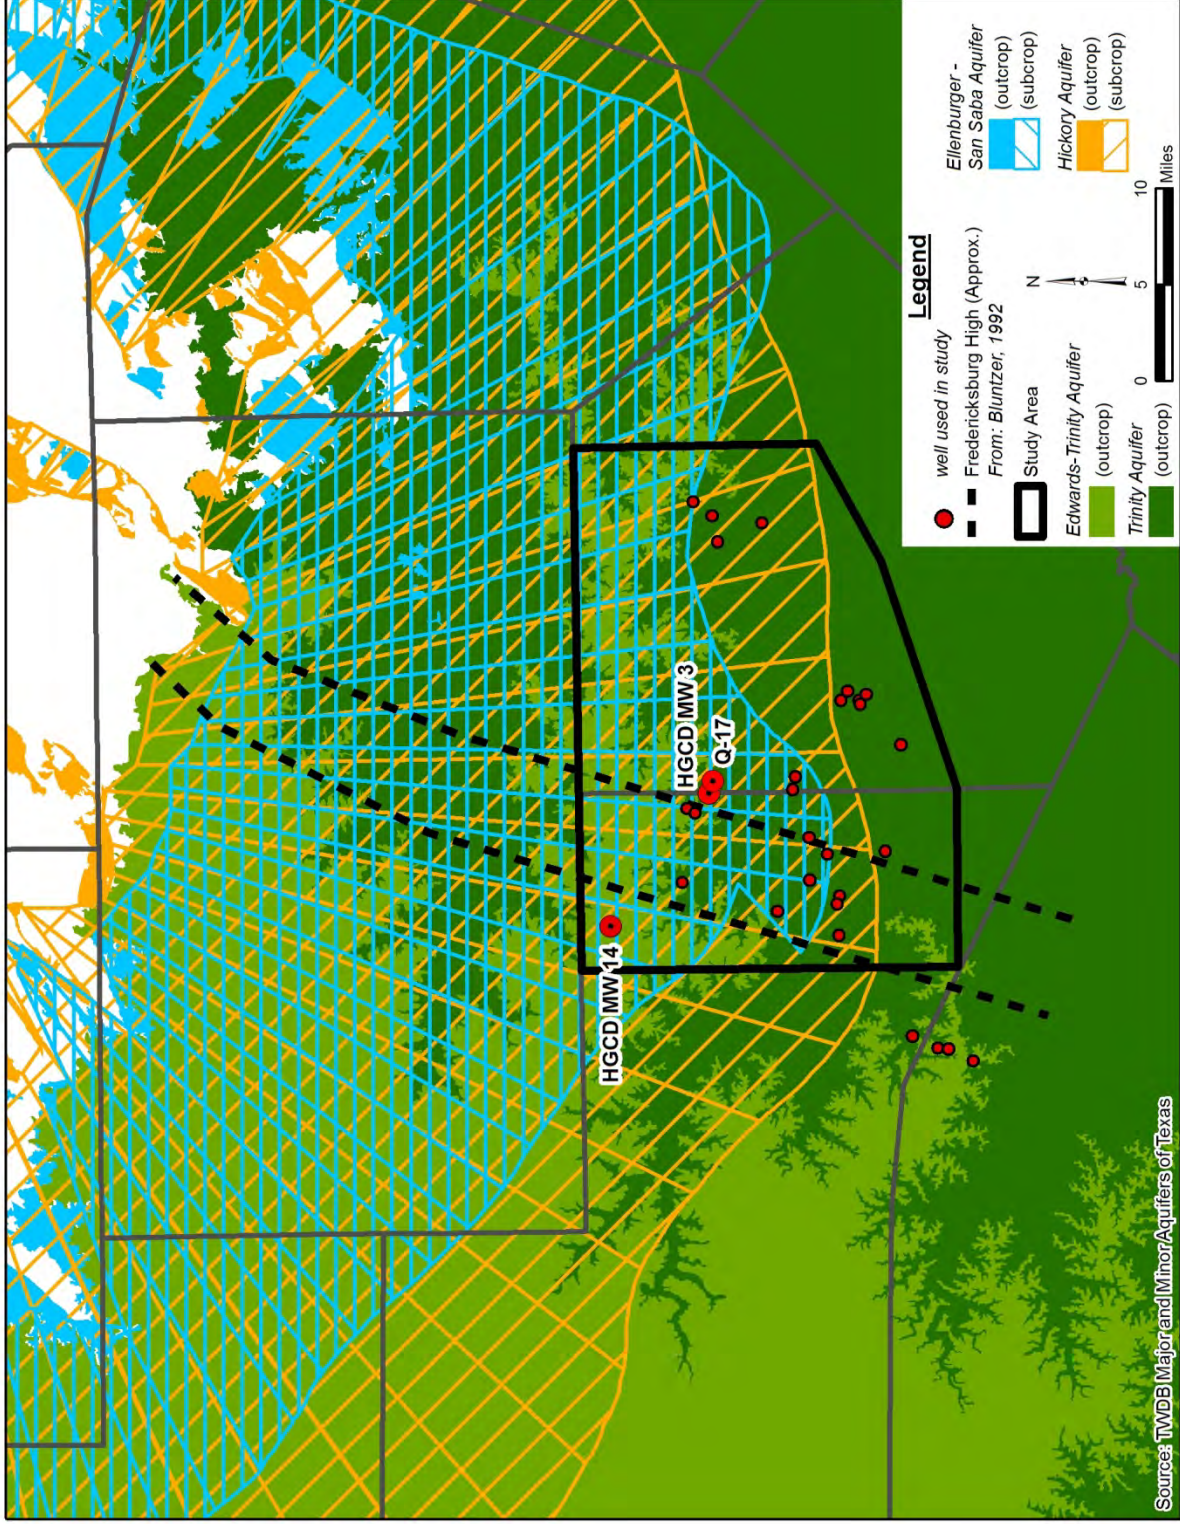 HGCD MW 14
HGCD MW 3
Q-17
Legend
well used in study
Fredericksburg High (Approx.)
From: Bluntzer, 1992
Study Area
Edwards-Trinity Aquifer
(outcrop)
Trinity Aquifer
(outcrop)
Ellenburger -
San Saba Aquifer
(outcrop)
(subcrop)
Hickory Aquifer
(outcrop)
(subcrop)
N
0 5 10
Miles
Source: TWDB Major and Minor Aquifers of Texas